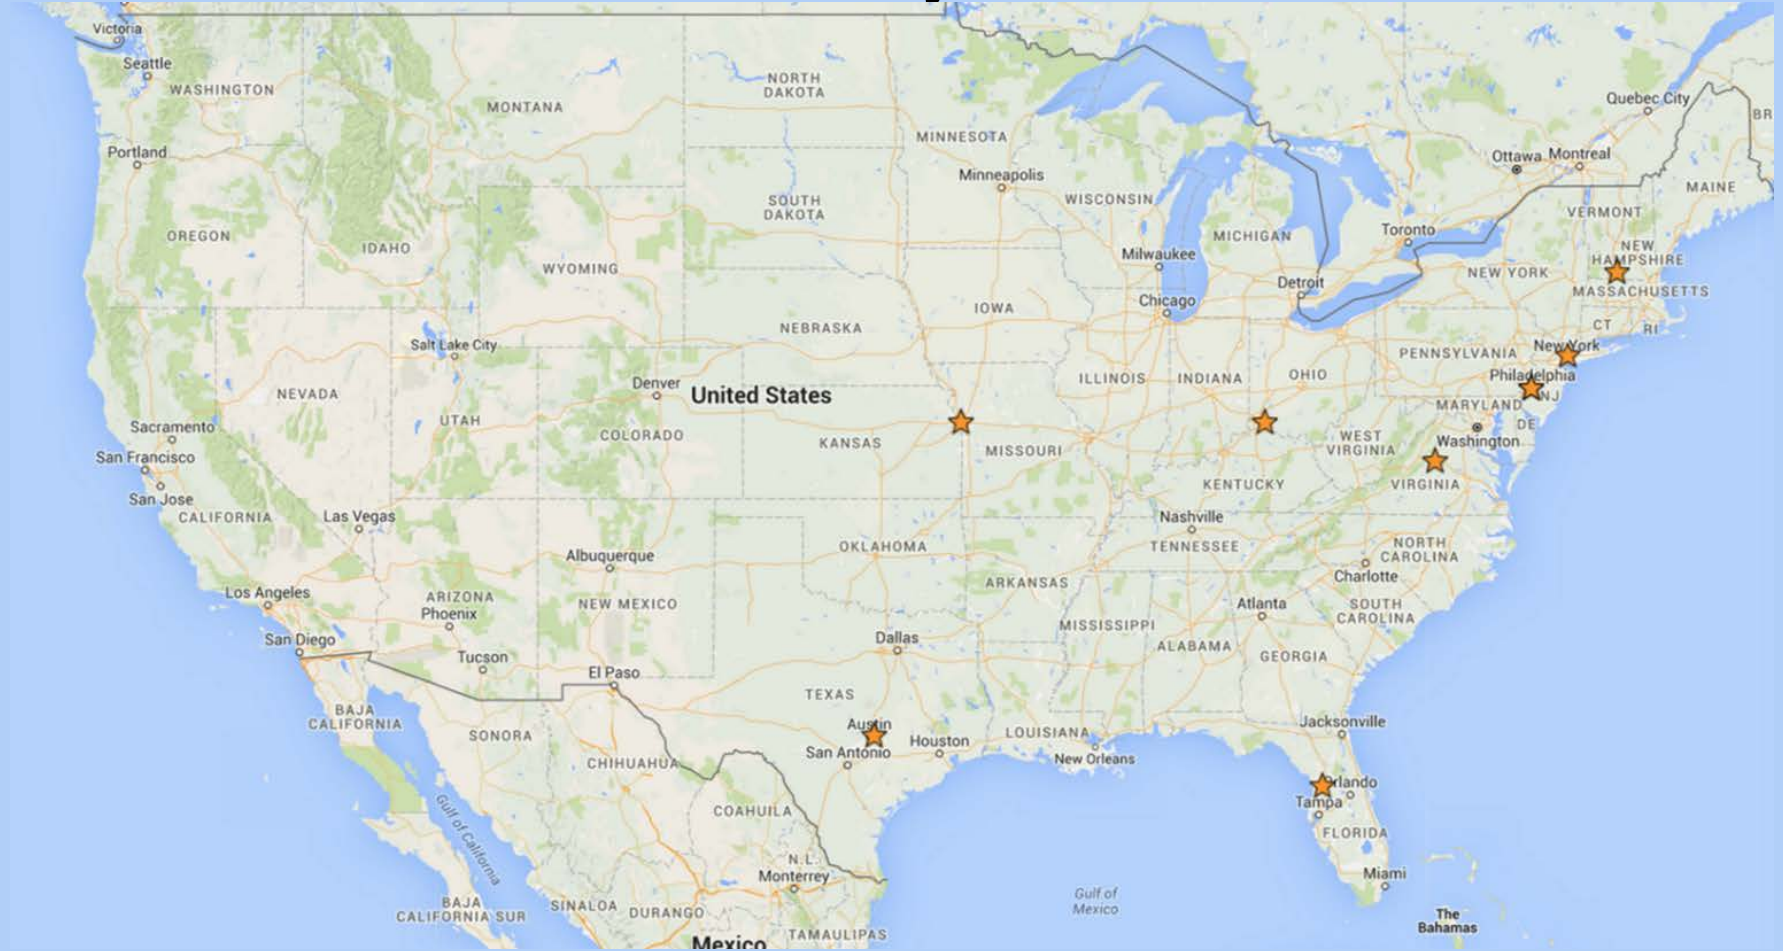 Victoria
Seattle
WASHINGTON
MONTANA
NORTH
DAKOTA
MINNESOTA
Quebec City
BR
Portland
Ottawa
Montreal
Minneapolis
MAINE
SOUTH
DAKOTA
WISCONSIN
VERMONT
OREGON
IDAHO
MICHIGAN
Toronto
NEW
HAMPSHIRE
WYOMING
Milwaukee
NEW YORK
Detroit
MASSACHUSETTS
Chicago
IOWA
NEBRASKA
CT
RI
Salt Lake City
New York
PENNSYLVANIA
Denver
United States
ILLINOIS
INDIANA
OHIO
Philadelphia
NEVADA
NJ
MARYLAND
UTAH
Sacramento
COLORADO
KANSAS
MISSOURI
WEST
VIRGINIA
DE
Washington
San Francisco
KENTUCKY
VIRGINIA
San Jose
CALIFORNIA
Las Vegas
Nashville
TENNESSEE
NORTH
CAROLINA
Albuquerque
OKLAHOMA
Charlotte
Los Angeles
ARIZONA
Phoenix
NEW MEXICO
ARKANSAS
Atlanta
SOUTH
CAROLINA
San Diego
Dallas
MISSISSIPPI
ALABAMA
GEORGIA
Tucson
El Paso
TEXAS
BAJA
CALIFORNIA
SONORA
Austin
LOUISIANA
Jacksonville
San Antonio
Houston
New Orleans
CHIHUAHUA
Orlando
Tampa
COAHUILA
Gulf of California
FLORIDA
N.L.
Monterrey
Miami
BAJA
CALIFORNIA SUR
SINALOA
DURANGO
Gulf of
Mexico
The
Bahamas
TAMAULIPAS
Mexico